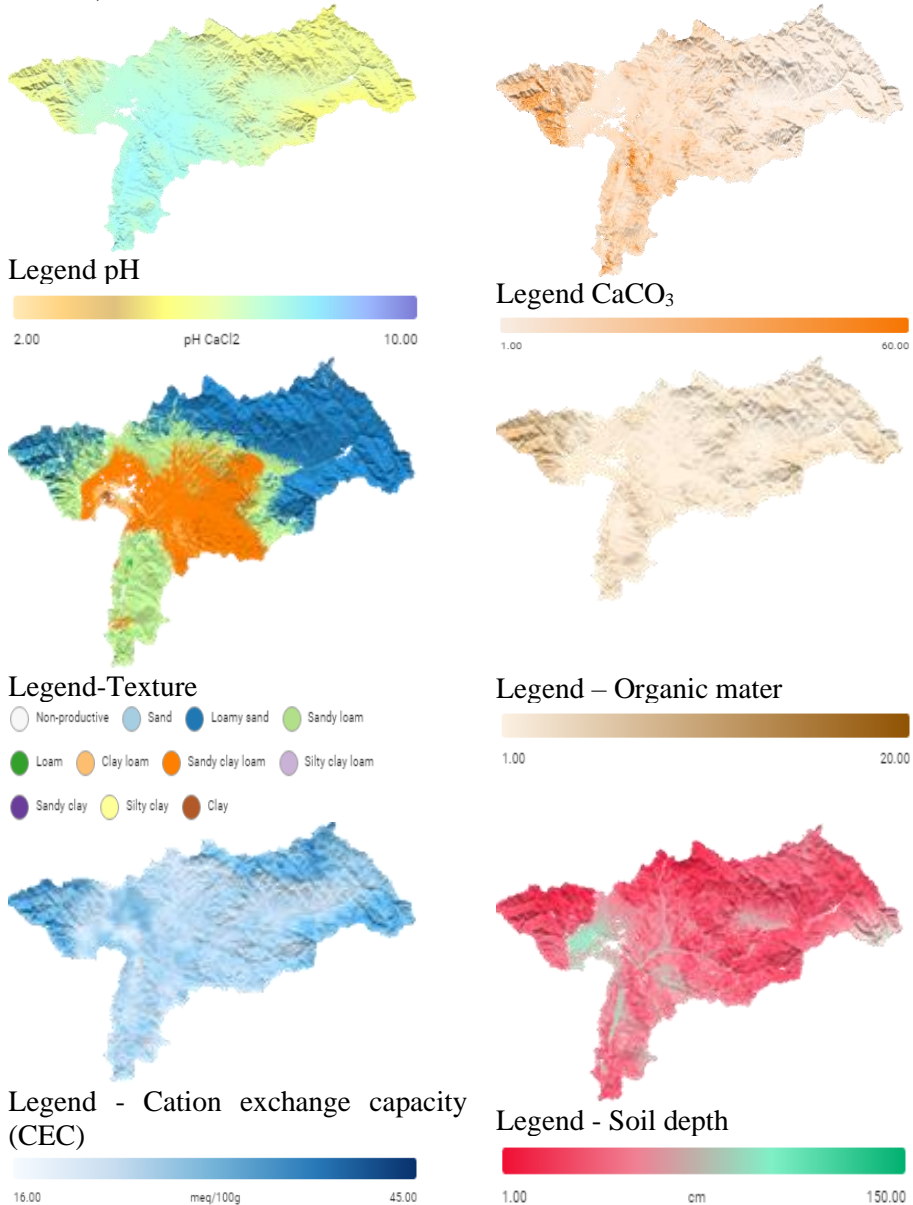 Legend pH
2.00 pH CaCl2 10.00
Legend CaCO₃
1.00 60.00
Legend-Texture
Non-productive Sand Loamy sand Sandy loam
Loam Clay loam Sandy clay loam Silty clay loam
Sandy clay Silty clay Clay
Legend – Organic mater
1.00 20.00
Legend - Cation exchange capacity
(CEC)
16.00 meq/100g 45.00
Legend - Soil depth
1.00 cm 150.00